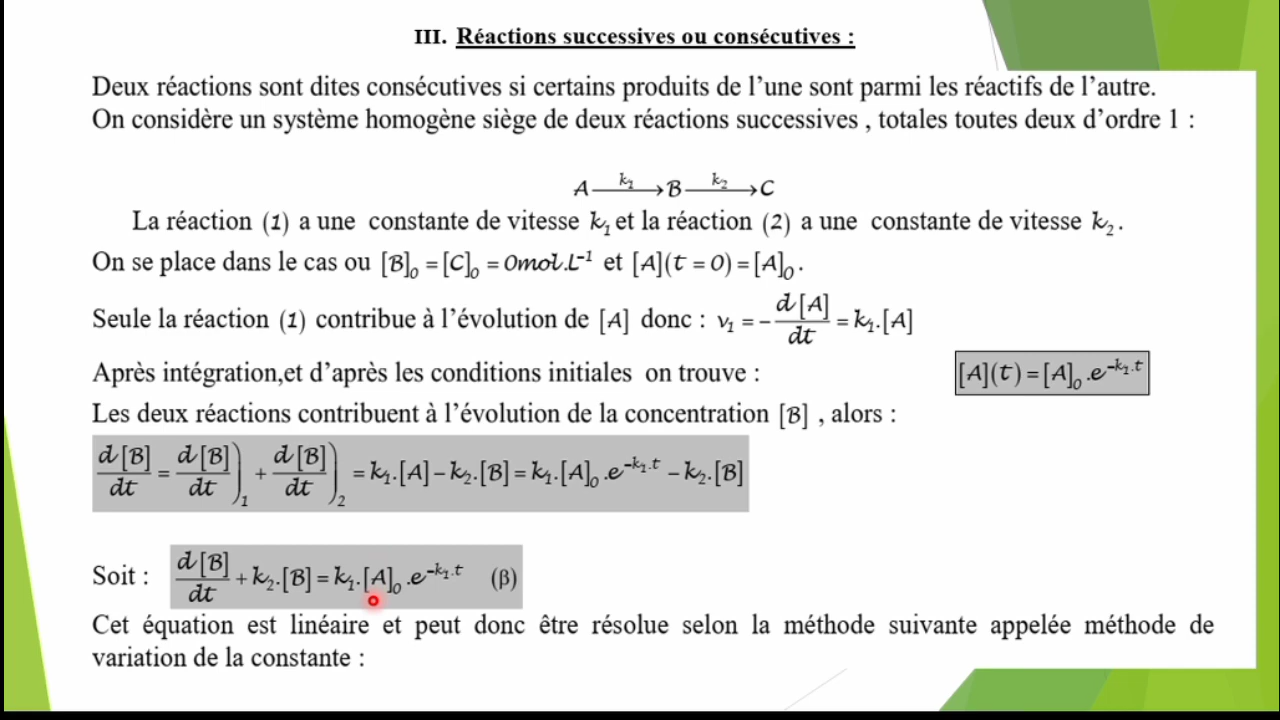 III. Réactions successives ou consécutives :
Deux réactions sont dites consécutives si certains produits de l’une sont parmi les réactifs de l’autre.
On considère un système homogène siège de deux réactions successives , totales toutes deux d’ordre 1 :
A —k₁→ B —k₂→ C
La réaction (1) a une constante de vitesse k₁ et la réaction (2) a une constante de vitesse k₂.
On se place dans le cas ou [B]₀ = [C]₀ = 0mol.L⁻¹ et [A](t = 0) = [A]₀.
Seule la réaction (1) contribue à l’évolution de [A] donc : v₁ = − d[A]/dt = k₁.[A]
Après intégration,et d’après les conditions initiales on trouve : [A](t) = [A]₀.e^(−k₁.t)
Les deux réactions contribuent à l’évolution de la concentration [B] , alors :
d[B]/dt = d[B]/dt)₁ + d[B]/dt)₂ = k₁.[A] − k₂.[B] = k₁.[A]₀.e^(−k₁.t) − k₂.[B]
Soit : d[B]/dt + k₂.[B] = k₁.[A]₀.e^(−k₁.t) (β)
Cet équation est linéaire et peut donc être résolue selon la méthode suivante appelée méthode de
variation de la constante :